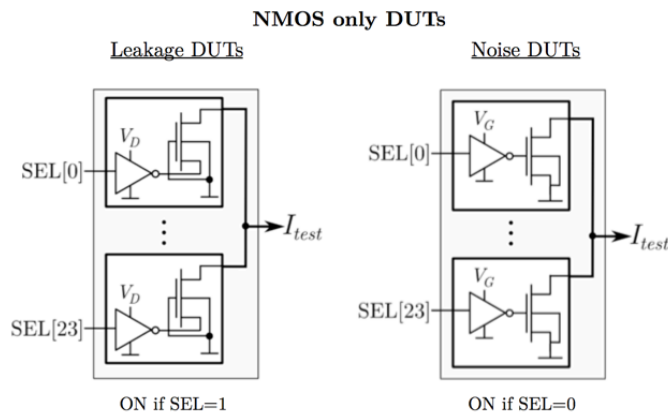 NMOS only DUTs
Leakage DUTs
V_D
SEL[0]
I_test
V_D
SEL[23]
ON if SEL=1
Noise DUTs
V_G
SEL[0]
I_test
V_G
SEL[23]
ON if SEL=0